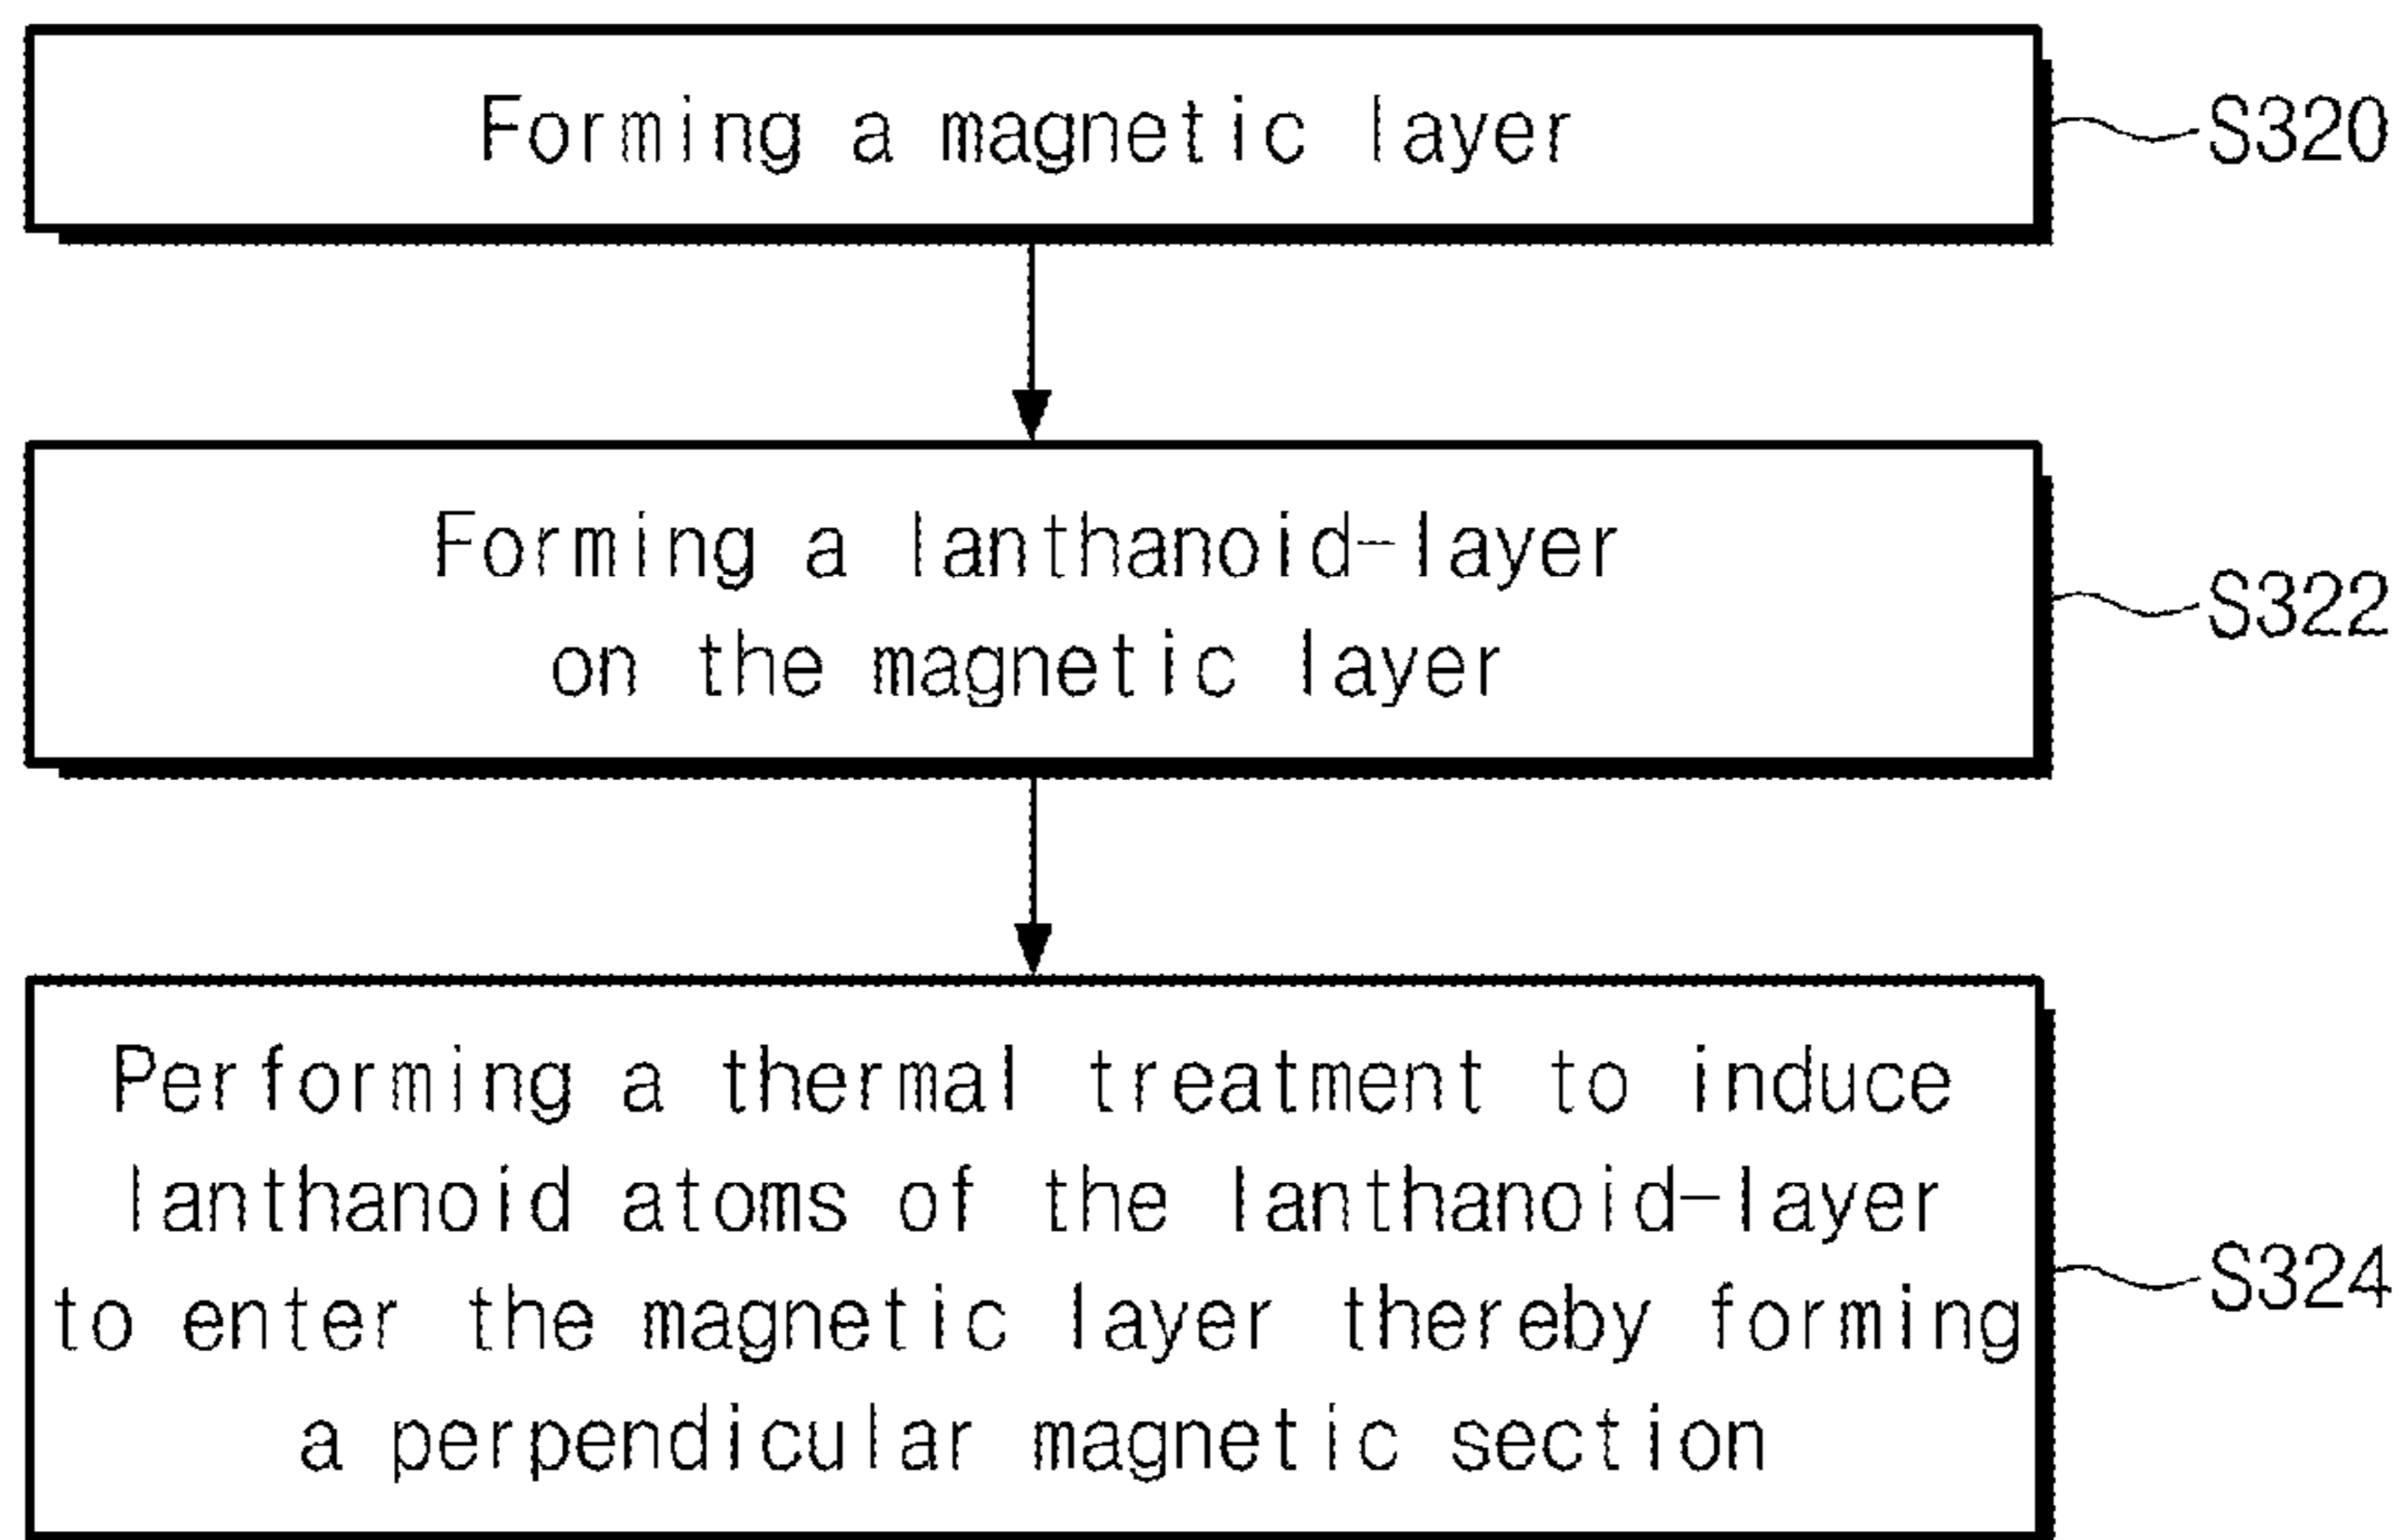 Forming a magnetic layer
S320
Forming a lanthanoid-layer
on the magnetic layer
S322
Performing a thermal treatment to induce
lanthanoid atoms of the lanthanoid-layer
to enter the magnetic layer thereby forming
a perpendicular magnetic section
S324